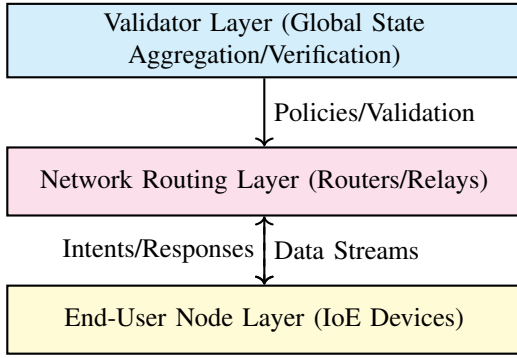 Validator Layer (Global State
Aggregation/Verification)
Policies/Validation
Network Routing Layer (Routers/Relays)
Intents/Responses
Data Streams
End-User Node Layer (IoE Devices)